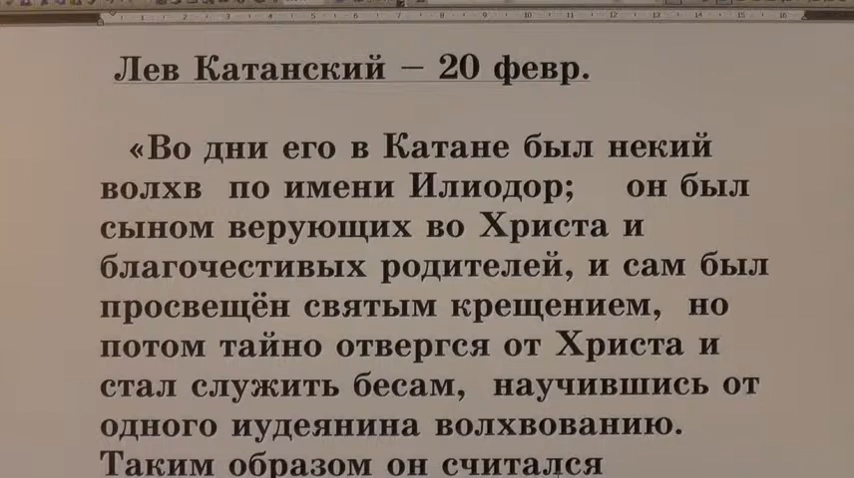 Лев Катанский – 20 февр.
«Во дни его в Катане был некий
волхв по имени Илиодор; он был
сыном верующих во Христа и
благочестивых родителей, и сам был
просвещён святым крещением, но
потом тайно отвергся от Христа и
стал служить бесам, научившись от
одного иудеянина волхвованию.
Таким образом он считался